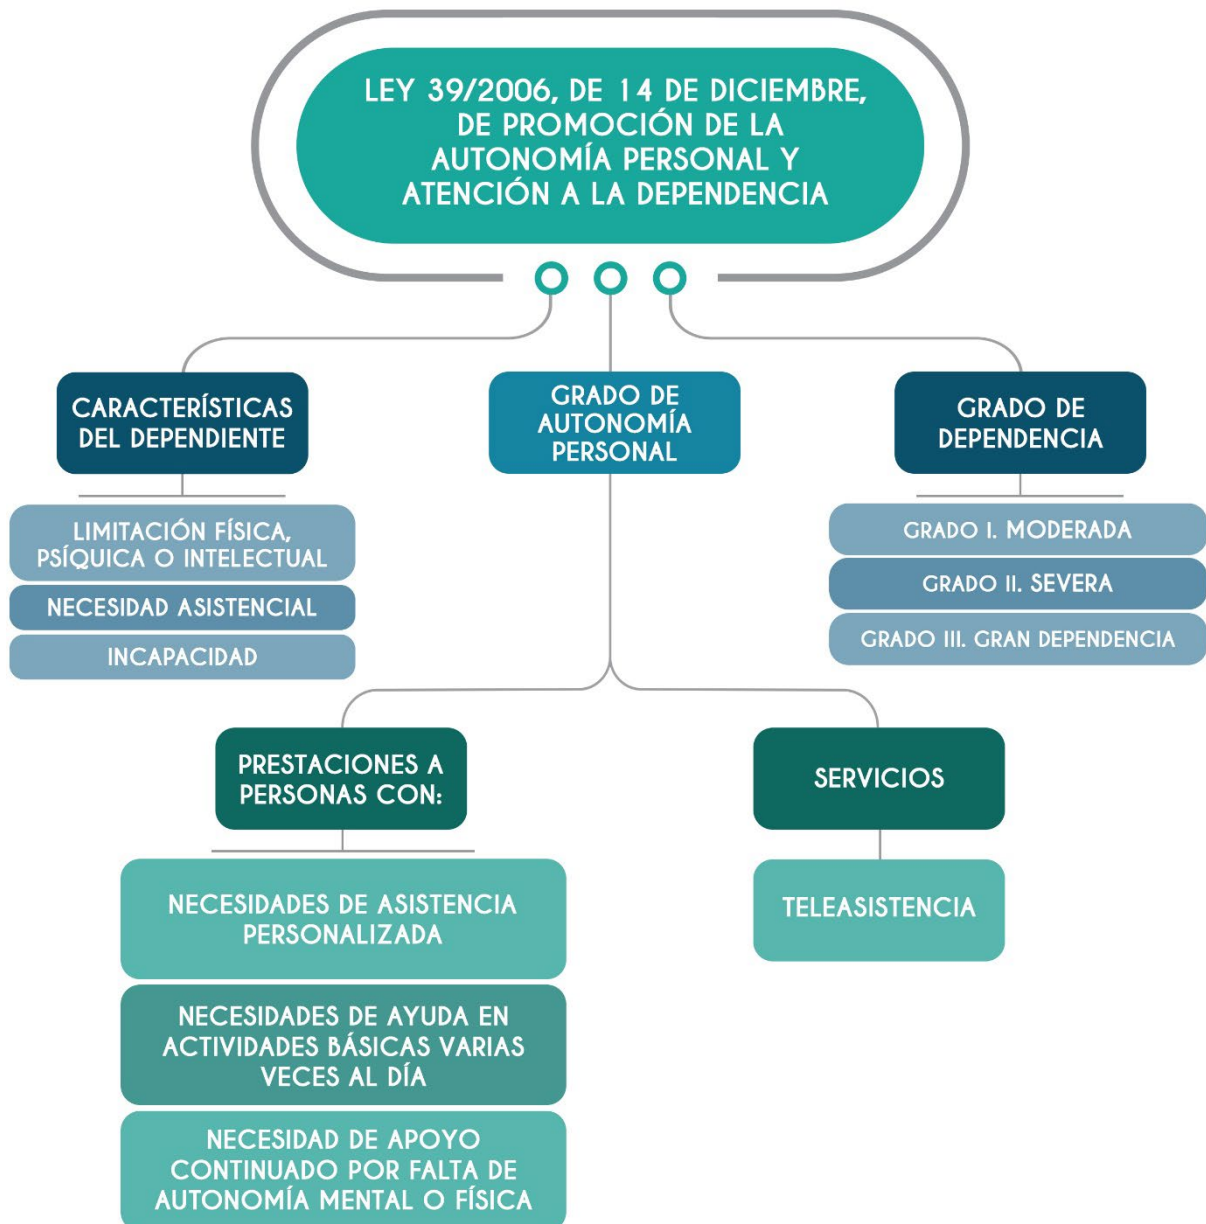 LEY 39/2006, DE 14 DE DICIEMBRE,
DE PROMOCIÓN DE LA
AUTONOMÍA PERSONAL Y
ATENCIÓN A LA DEPENDENCIA
CARACTERÍSTICAS
DEL DEPENDIENTE
LIMITACIÓN FÍSICA,
PSÍQUICA O INTELECTUAL
NECESIDAD ASISTENCIAL
INCAPACIDAD
GRADO DE
AUTONOMÍA
PERSONAL
GRADO DE
DEPENDENCIA
GRADO I. MODERADA
GRADO II. SEVERA
GRADO III. GRAN DEPENDENCIA
PRESTACIONES A
PERSONAS CON:
NECESIDADES DE ASISTENCIA
PERSONALIZADA
NECESIDADES DE AYUDA EN
ACTIVIDADES BÁSICAS VARIAS
VECES AL DÍA
NECESIDAD DE APOYO
CONTINUADO POR FALTA DE
AUTONOMÍA MENTAL O FÍSICA
SERVICIOS
TELEASISTENCIA